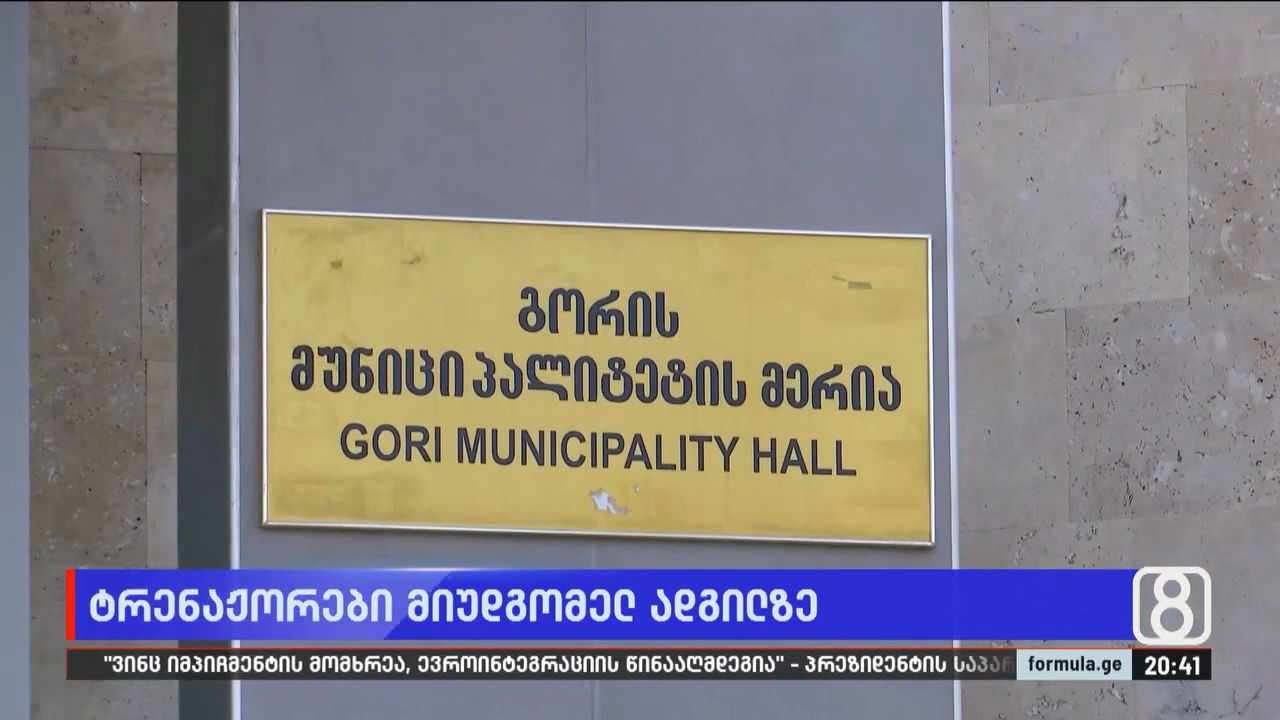 გორის
მუნიციპალიტეტის მერია
GORI MUNICIPALITY HALL
ტრენაჟორები მიუდგომელ ადგილზე
8
"ვინც იმპიჩმენტის მომხრეა, ევროინტეგრაციის წინააღმდეგია" - პრეზიდენტის
formula.ge
20:41